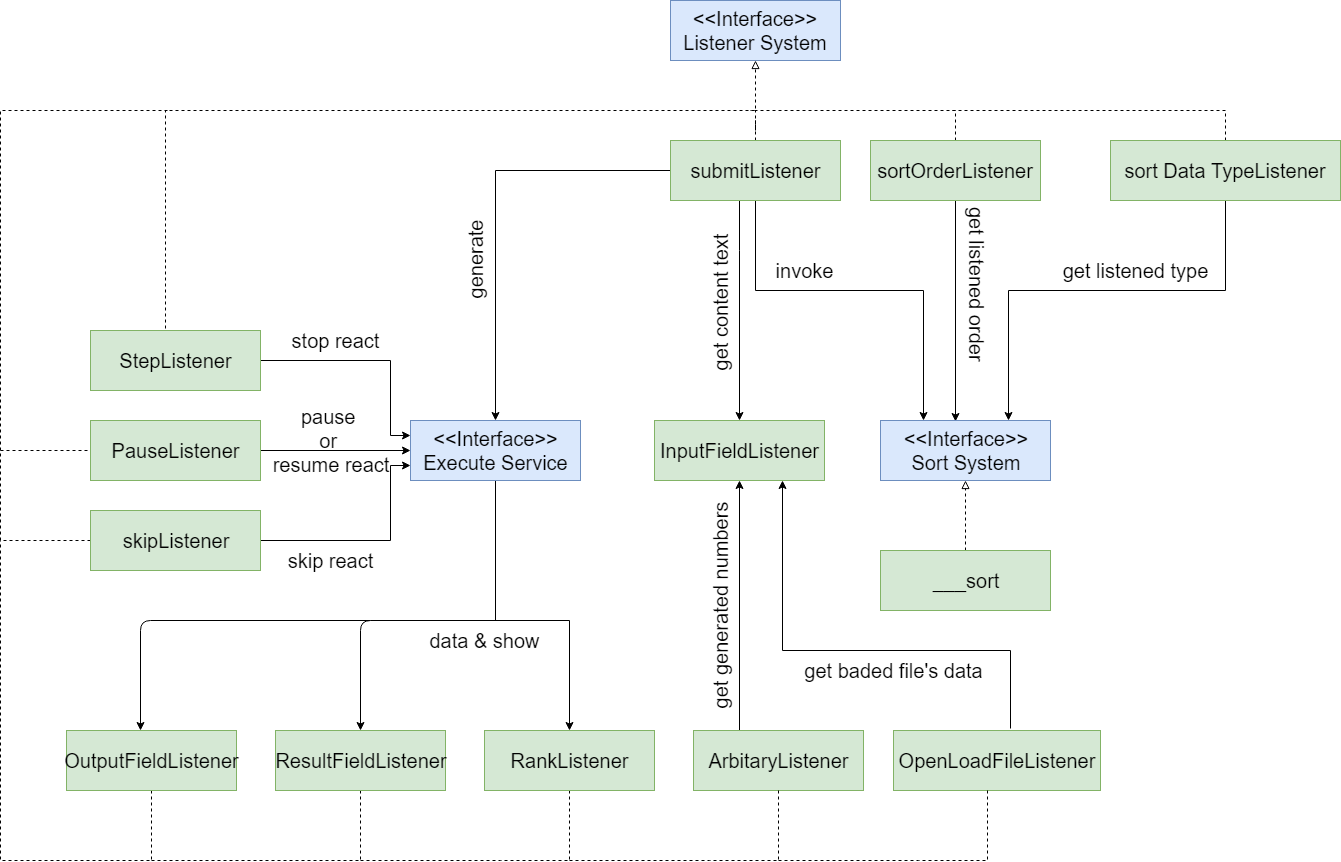 <<Interface>>
Listener System
submitListener
sortOrderListener
sort Data TypeListener
generate
get content text
invoke
get listened order
get listened type
StepListener
stop react
PauseListener
pause
or
resume react
skipListener
skip react
<<Interface>>
Execute Service
InputFieldListener
<<Interface>>
Sort System
___sort
data & show
get generated numbers
get baded file's data
OutputFieldListener
ResultFieldListener
RankListener
ArbitaryListener
OpenLoadFileListener